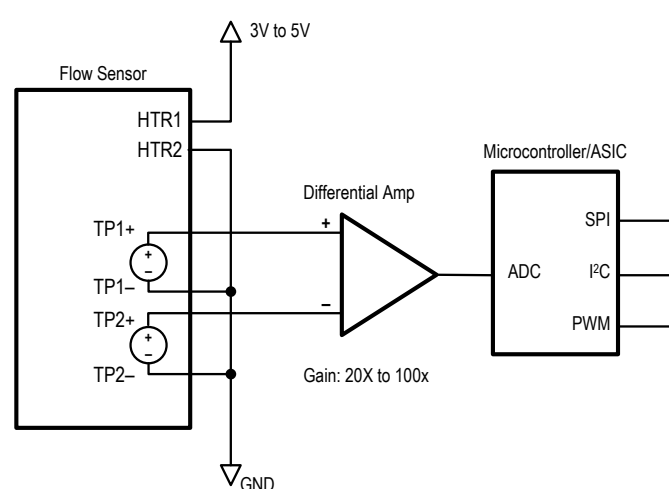 3V to 5V
Flow Sensor
HTR1
HTR2
Microcontroller/ASIC
Differential Amp
TP1+
+
–
TP1–
TP2+
+
–
TP2–
+
–
Gain: 20X to 100x
ADC
SPI
I²C
PWM
GND